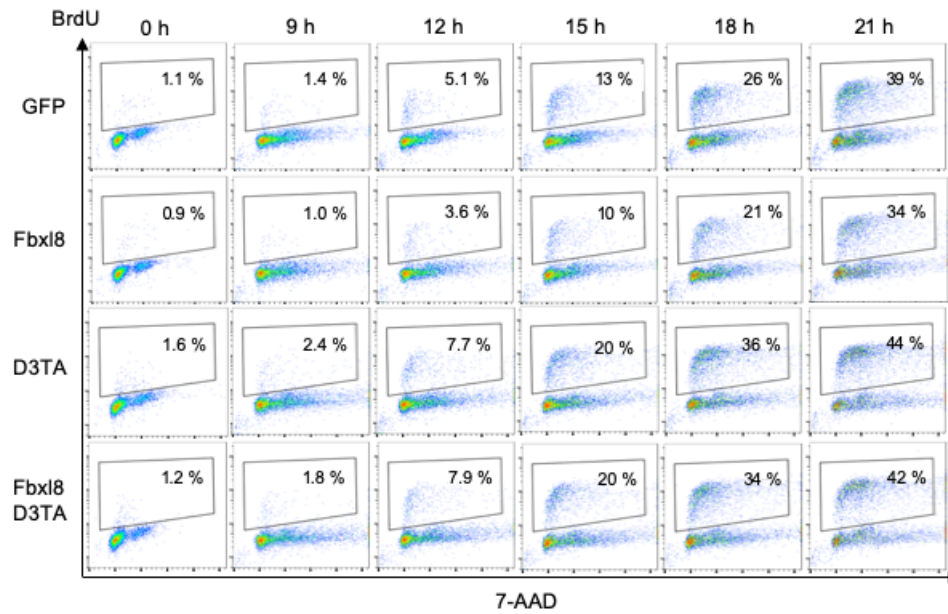 BrdU
0 h 9 h 12 h 15 h 18 h 21 h
GFP 1.1 % 1.4 % 5.1 % 13 % 26 % 39 %
Fbxl8 0.9 % 1.0 % 3.6 % 10 % 21 % 34 %
D3TA 1.6 % 2.4 % 7.7 % 20 % 36 % 44 %
Fbxl8
D3TA 1.2 % 1.8 % 7.9 % 20 % 34 % 42 %
7-AAD